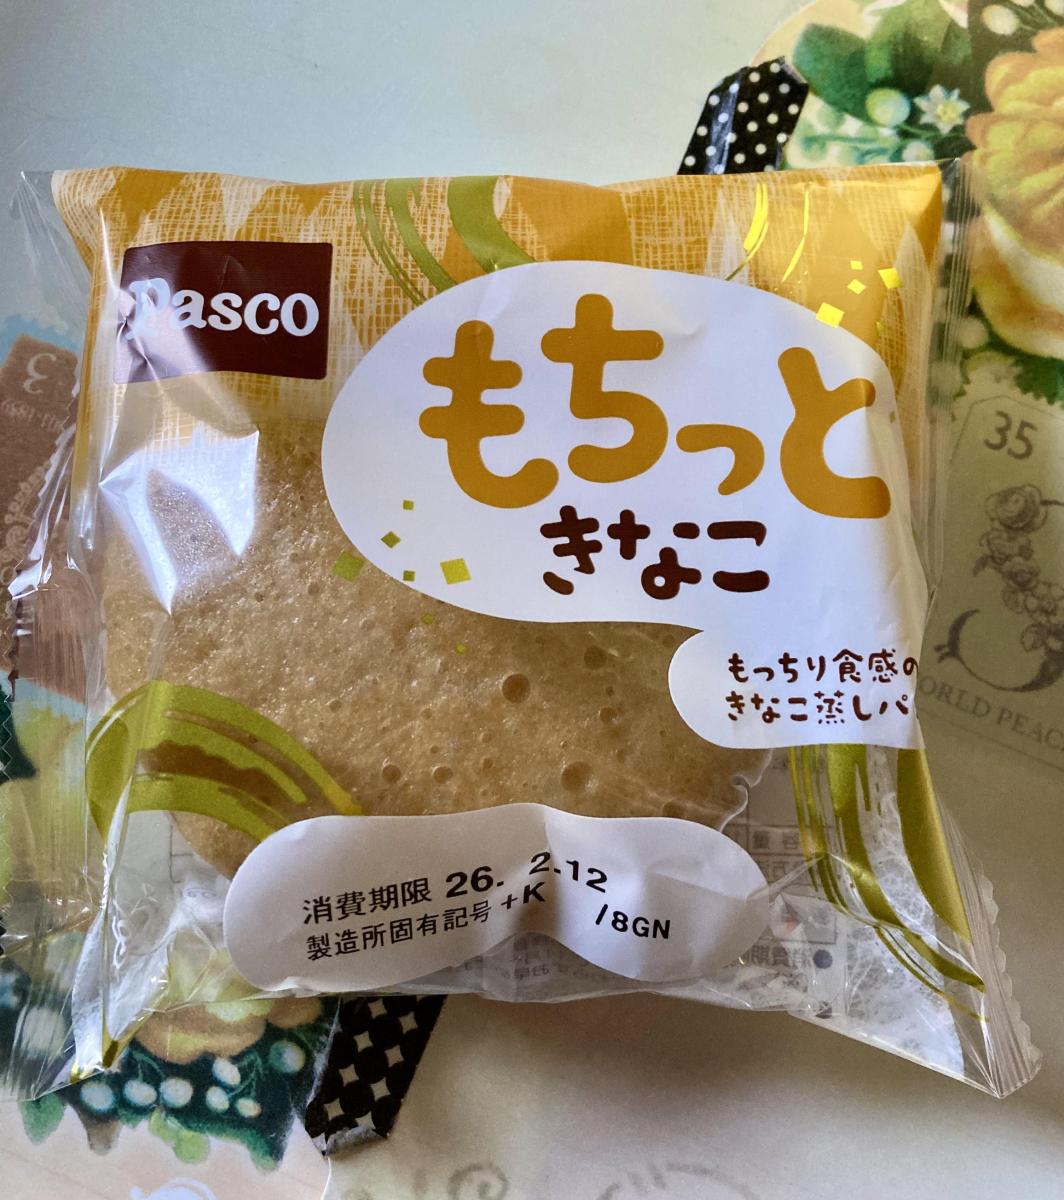 Pasco
もちっと
きなこ
もっちり食感の
きなこ蒸しパ
消費期限 26. 2.12
製造所固有記号 +K /8GN
3
35
ORLD PEAC